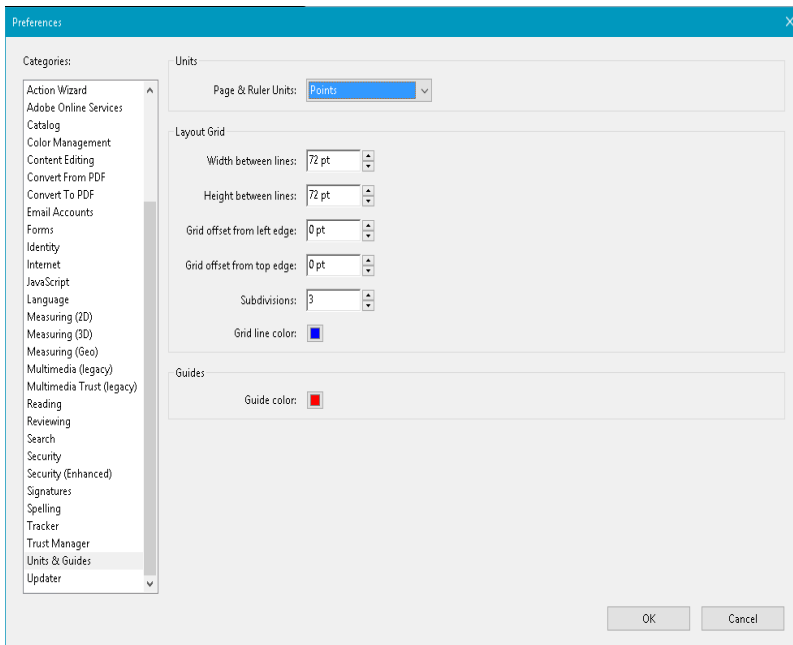 Preferences
Categories:
Action Wizard
Adobe Online Services
Catalog
Color Management
Content Editing
Convert From PDF
Convert To PDF
Email Accounts
Forms
Identity
Internet
JavaScript
Language
Measuring (2D)
Measuring (3D)
Measuring (Geo)
Multimedia (legacy)
Multimedia Trust (legacy)
Reading
Reviewing
Search
Security
Security (Enhanced)
Signatures
Spelling
Tracker
Trust Manager
Units & Guides
Updater
Units
Page & Ruler Units: Points
Layout Grid
Width between lines: 72 pt
Height between lines: 72 pt
Grid offset from left edge: 0 pt
Grid offset from top edge: 0 pt
Subdivisions: 3
Grid line color:
Guides
Guide color:
OK Cancel